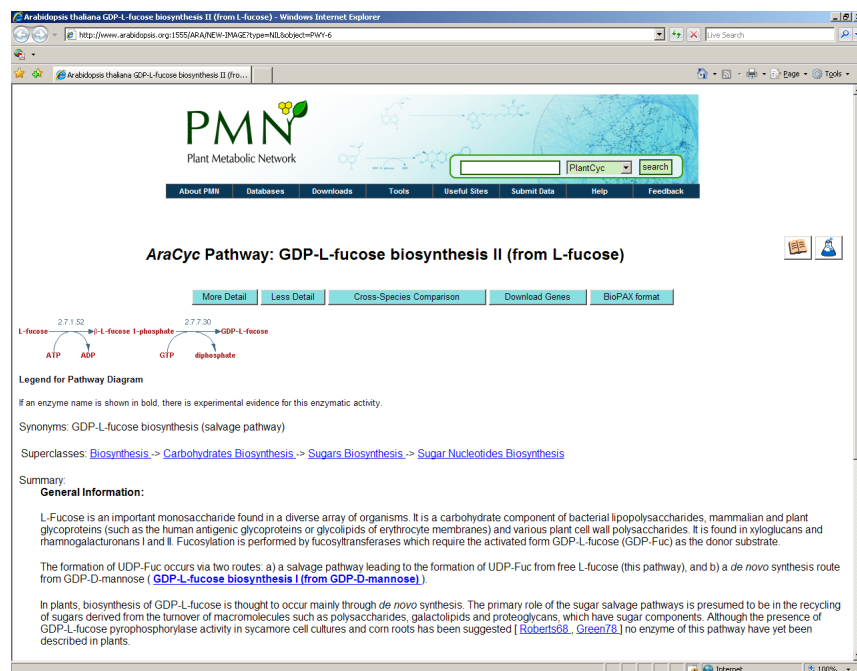 Arabidopsis thaliana GDP-L-fucose biosynthesis II (from L-fucose) - Windows Internet Explorer
http://www.arabidopsis.org:1555/ARA/NEW-IMAGE?type=NIL&object=PWY-6
Live Search
Arabidopsis thaliana GDP-L-fucose biosynthesis II (fro...
Page
Tools
PMN
Plant Metabolic Network
PlantCyc
search
About PMN Databases Downloads Tools Useful Sites Submit Data Help Feedback
AraCyc Pathway: GDP-L-fucose biosynthesis II (from L-fucose)
More Detail Less Detail Cross-Species Comparison Download Genes BioPAX format
2.7.1.52 2.7.7.30
L-fucose β-L-fucose 1-phosphate GDP-L-fucose
ATP ADP GTP diphosphate
Legend for Pathway Diagram
If an enzyme name is shown in bold, there is experimental evidence for this enzymatic activity.
Synonyms: GDP-L-fucose biosynthesis (salvage pathway)
Superclasses: Biosynthesis -> Carbohydrates Biosynthesis -> Sugars Biosynthesis -> Sugar Nucleotides Biosynthesis
Summary:
General Information:
L-Fucose is an important monosaccharide found in a diverse array of organisms. It is a carbohydrate component of bacterial lipopolysaccharides, mammalian and plant
glycoproteins (such as the human antigenic glycoproteins or glycolipids of erythrocyte membranes) and various plant cell wall polysaccharides. It is found in xyloglucans and
rhamnogalacturonans I and II. Fucosylation is performed by fucosyltransferases which require the activated form GDP-L-fucose (GDP-Fuc) as the donor substrate.
The formation of UDP-Fuc occurs via two routes: a) a salvage pathway leading to the formation of UDP-Fuc from free L-fucose (this pathway), and b) a de novo synthesis route
from GDP-D-mannose ( GDP-L-fucose biosynthesis I (from GDP-D-mannose) ).
In plants, biosynthesis of GDP-L-fucose is thought to occur mainly through de novo synthesis. The primary role of the sugar salvage pathways is presumed to be in the recycling
of sugars derived from the turnover of macromolecules such as polysaccharides, galactolipids and proteoglycans, which have sugar components. Although the presence of
GDP-L-fucose pyrophosphorylase activity in sycamore cell cultures and corn roots has been suggested [ Roberts68 , Green78 ] no enzyme of this pathway have yet been
described in plants.
Internet
100%